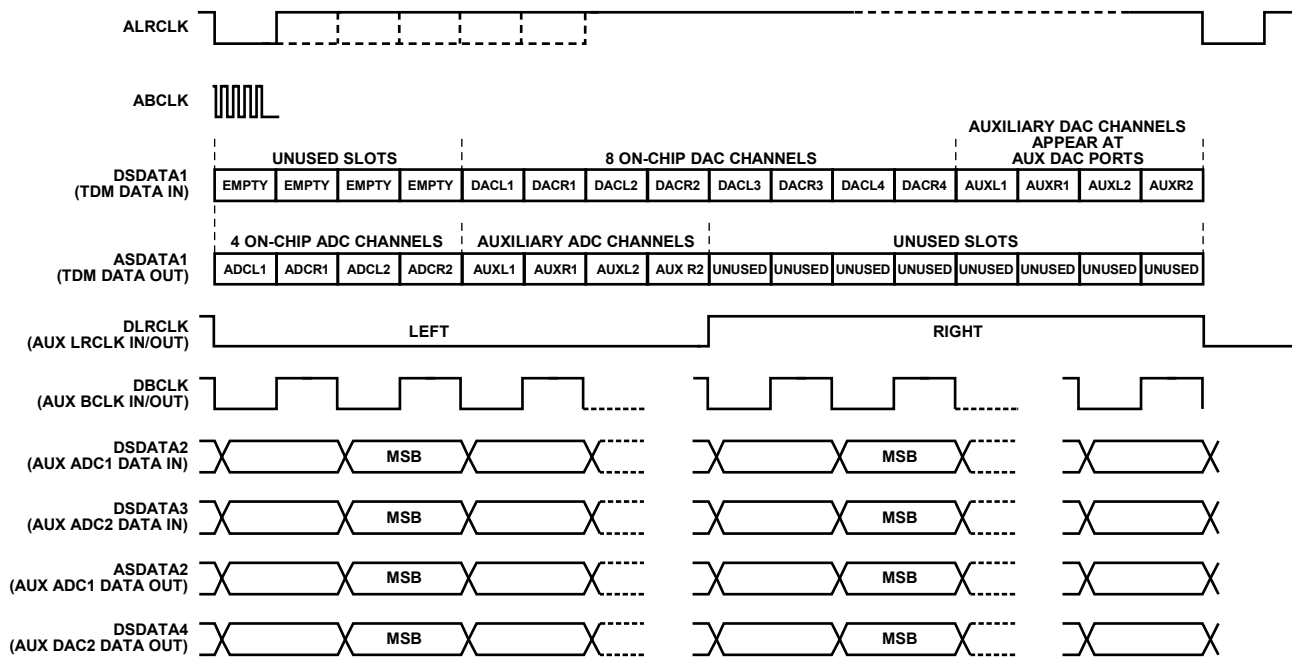 ALRCLK
ABCLK
AUXILIARY DAC CHANNELS
APPEAR AT
AUX DAC PORTS
UNUSED SLOTS
8 ON-CHIP DAC CHANNELS
DSDATA1
(TDM DATA IN)
EMPTY EMPTY EMPTY EMPTY DACL1 DACR1 DACL2 DACR2 DACL3 DACR3 DACL4 DACR4 AUXL1 AUXR1 AUXL2 AUXR2
4 ON-CHIP ADC CHANNELS
AUXILIARY ADC CHANNELS
UNUSED SLOTS
ASDATA1
(TDM DATA OUT)
ADCL1 ADCR1 ADCL2 ADCR2 AUXL1 AUXR1 AUXL2 AUX R2 UNUSED UNUSED UNUSED UNUSED UNUSED UNUSED UNUSED UNUSED
DLRCLK
(AUX LRCLK IN/OUT)
LEFT
RIGHT
DBCLK
(AUX BCLK IN/OUT)
DSDATA2
(AUX ADC1 DATA IN)
MSB
MSB
DSDATA3
(AUX ADC2 DATA IN)
MSB
MSB
ASDATA2
(AUX ADC1 DATA OUT)
MSB
MSB
DSDATA4
(AUX DAC2 DATA OUT)
MSB
MSB